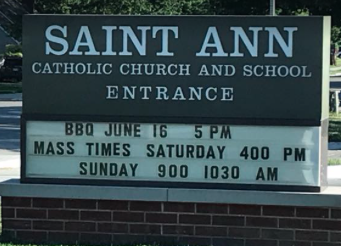 SAINT ANN
CATHOLIC CHURCH AND SCHOOL
ENTRANCE
BBQ JUNE 16 5 PM
MASS TIMES SATURDAY 400 PM
SUNDAY 900 1030 AM